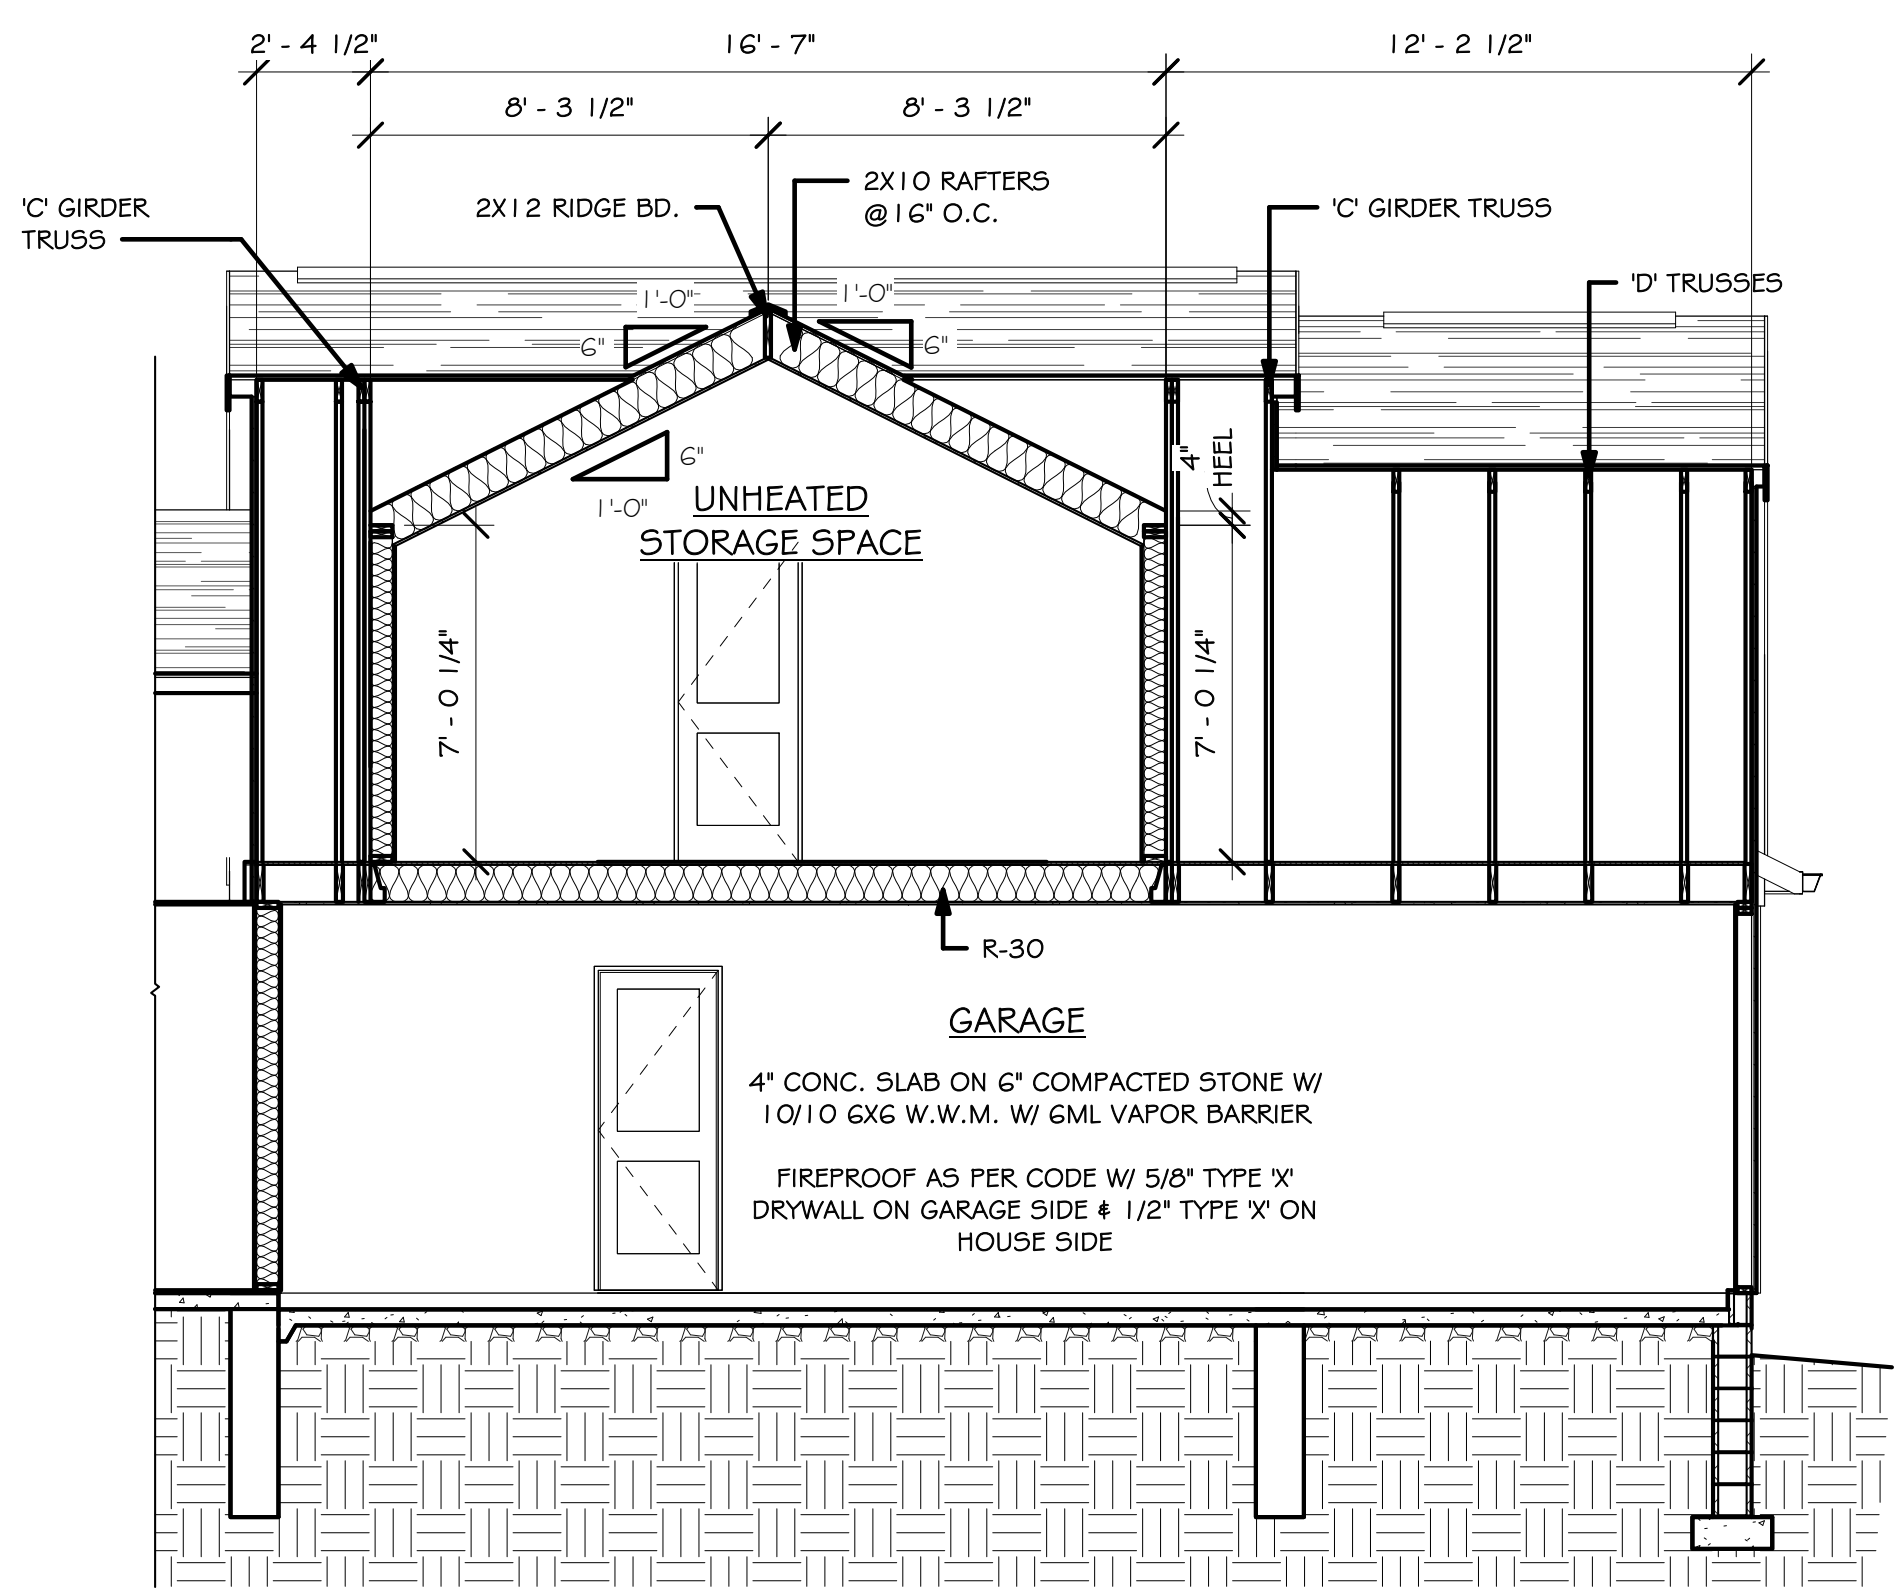 2' - 4 1/2"
16' - 7"
12' - 2 1/2"
8' - 3 1/2"
8' - 3 1/2"
2X10 RAFTERS
@16" O.C.
'C' GIRDER
TRUSS
2X12 RIDGE BD.
'C' GIRDER TRUSS
'D' TRUSSES
1'-0"
1'-0"
6"
6"
6"
1'-0"
4"
HEEL
UNHEATED
STORAGE SPACE
7' - 0 1/4"
7' - 0 1/4"
R-30
GARAGE
4" CONC. SLAB ON 6" COMPACTED STONE W/
10/10 6X6 W.W.M. W/ 6ML VAPOR BARRIER
FIREPROOF AS PER CODE W/ 5/8" TYPE 'X'
DRYWALL ON GARAGE SIDE & 1/2" TYPE 'X' ON
HOUSE SIDE